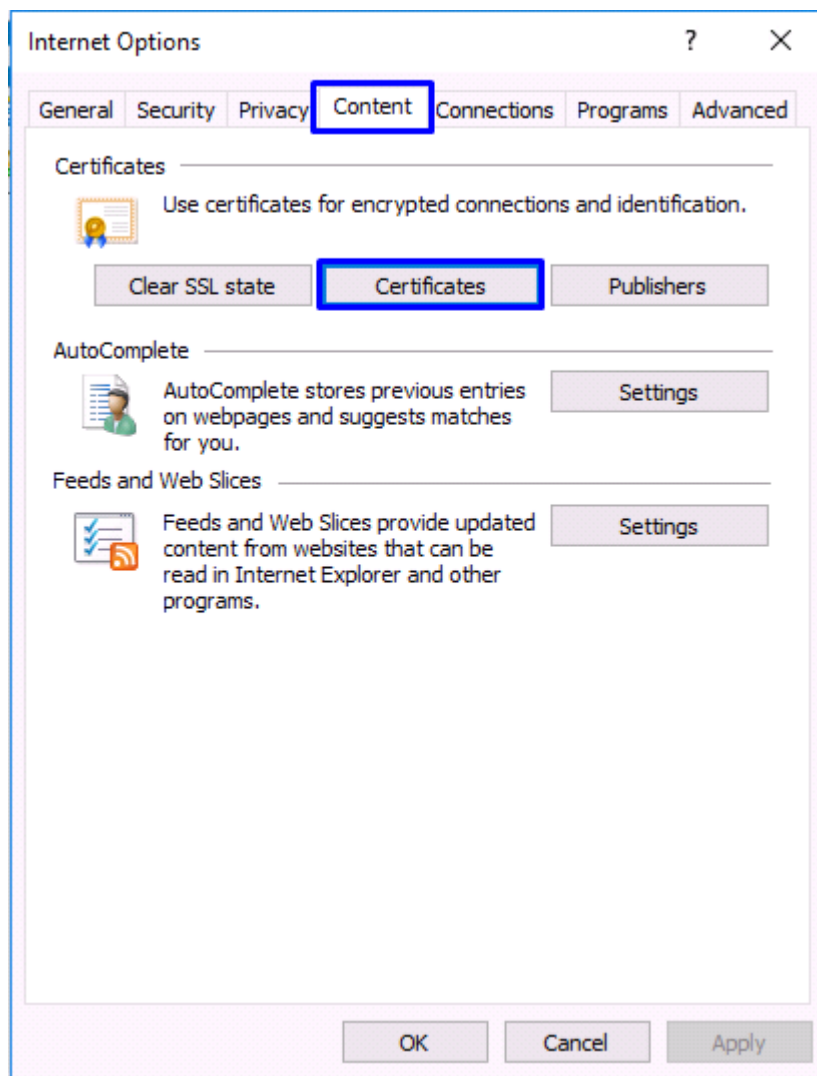 Internet Options ?
General Security Privacy Content Connections Programs Advanced
Certificates
Use certificates for encrypted connections and identification.
Clear SSL state Certificates Publishers
AutoComplete
AutoComplete stores previous entries
on webpages and suggests matches
for you.
Settings
Feeds and Web Slices
Feeds and Web Slices provide updated
content from websites that can be
read in Internet Explorer and other
programs.
Settings
OK Cancel Apply